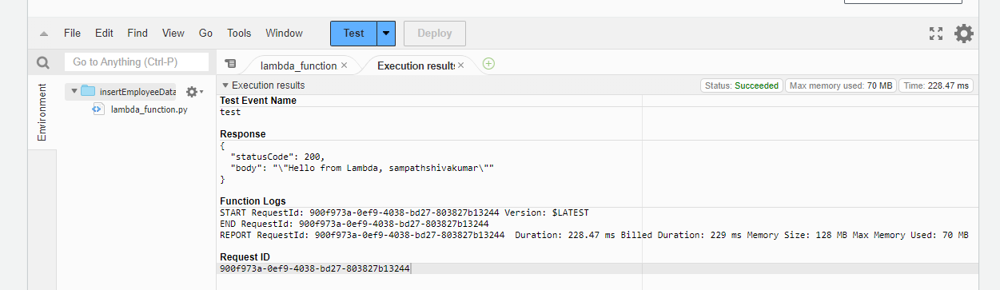 File Edit Find View Go Tools Window Test Deploy
Go to Anything (Ctrl-P) lambda_function × Execution results ×
Environment
insertEmployeeData
lambda_function.py
Execution results Status: Succeeded Max memory used: 70 MB Time: 228.47 ms
Test Event Name
test
Response
{
  "statusCode": 200,
  "body": "\"Hello from Lambda, sampathshivakumar\""
}
Function Logs
START RequestId: 900f973a-0ef9-4038-bd27-803827b13244 Version: $LATEST
END RequestId: 900f973a-0ef9-4038-bd27-803827b13244
REPORT RequestId: 900f973a-0ef9-4038-bd27-803827b13244  Duration: 228.47 ms Billed Duration: 229 ms Memory Size: 128 MB Max Memory Used: 70 MB
Request ID
900f973a-0ef9-4038-bd27-803827b13244